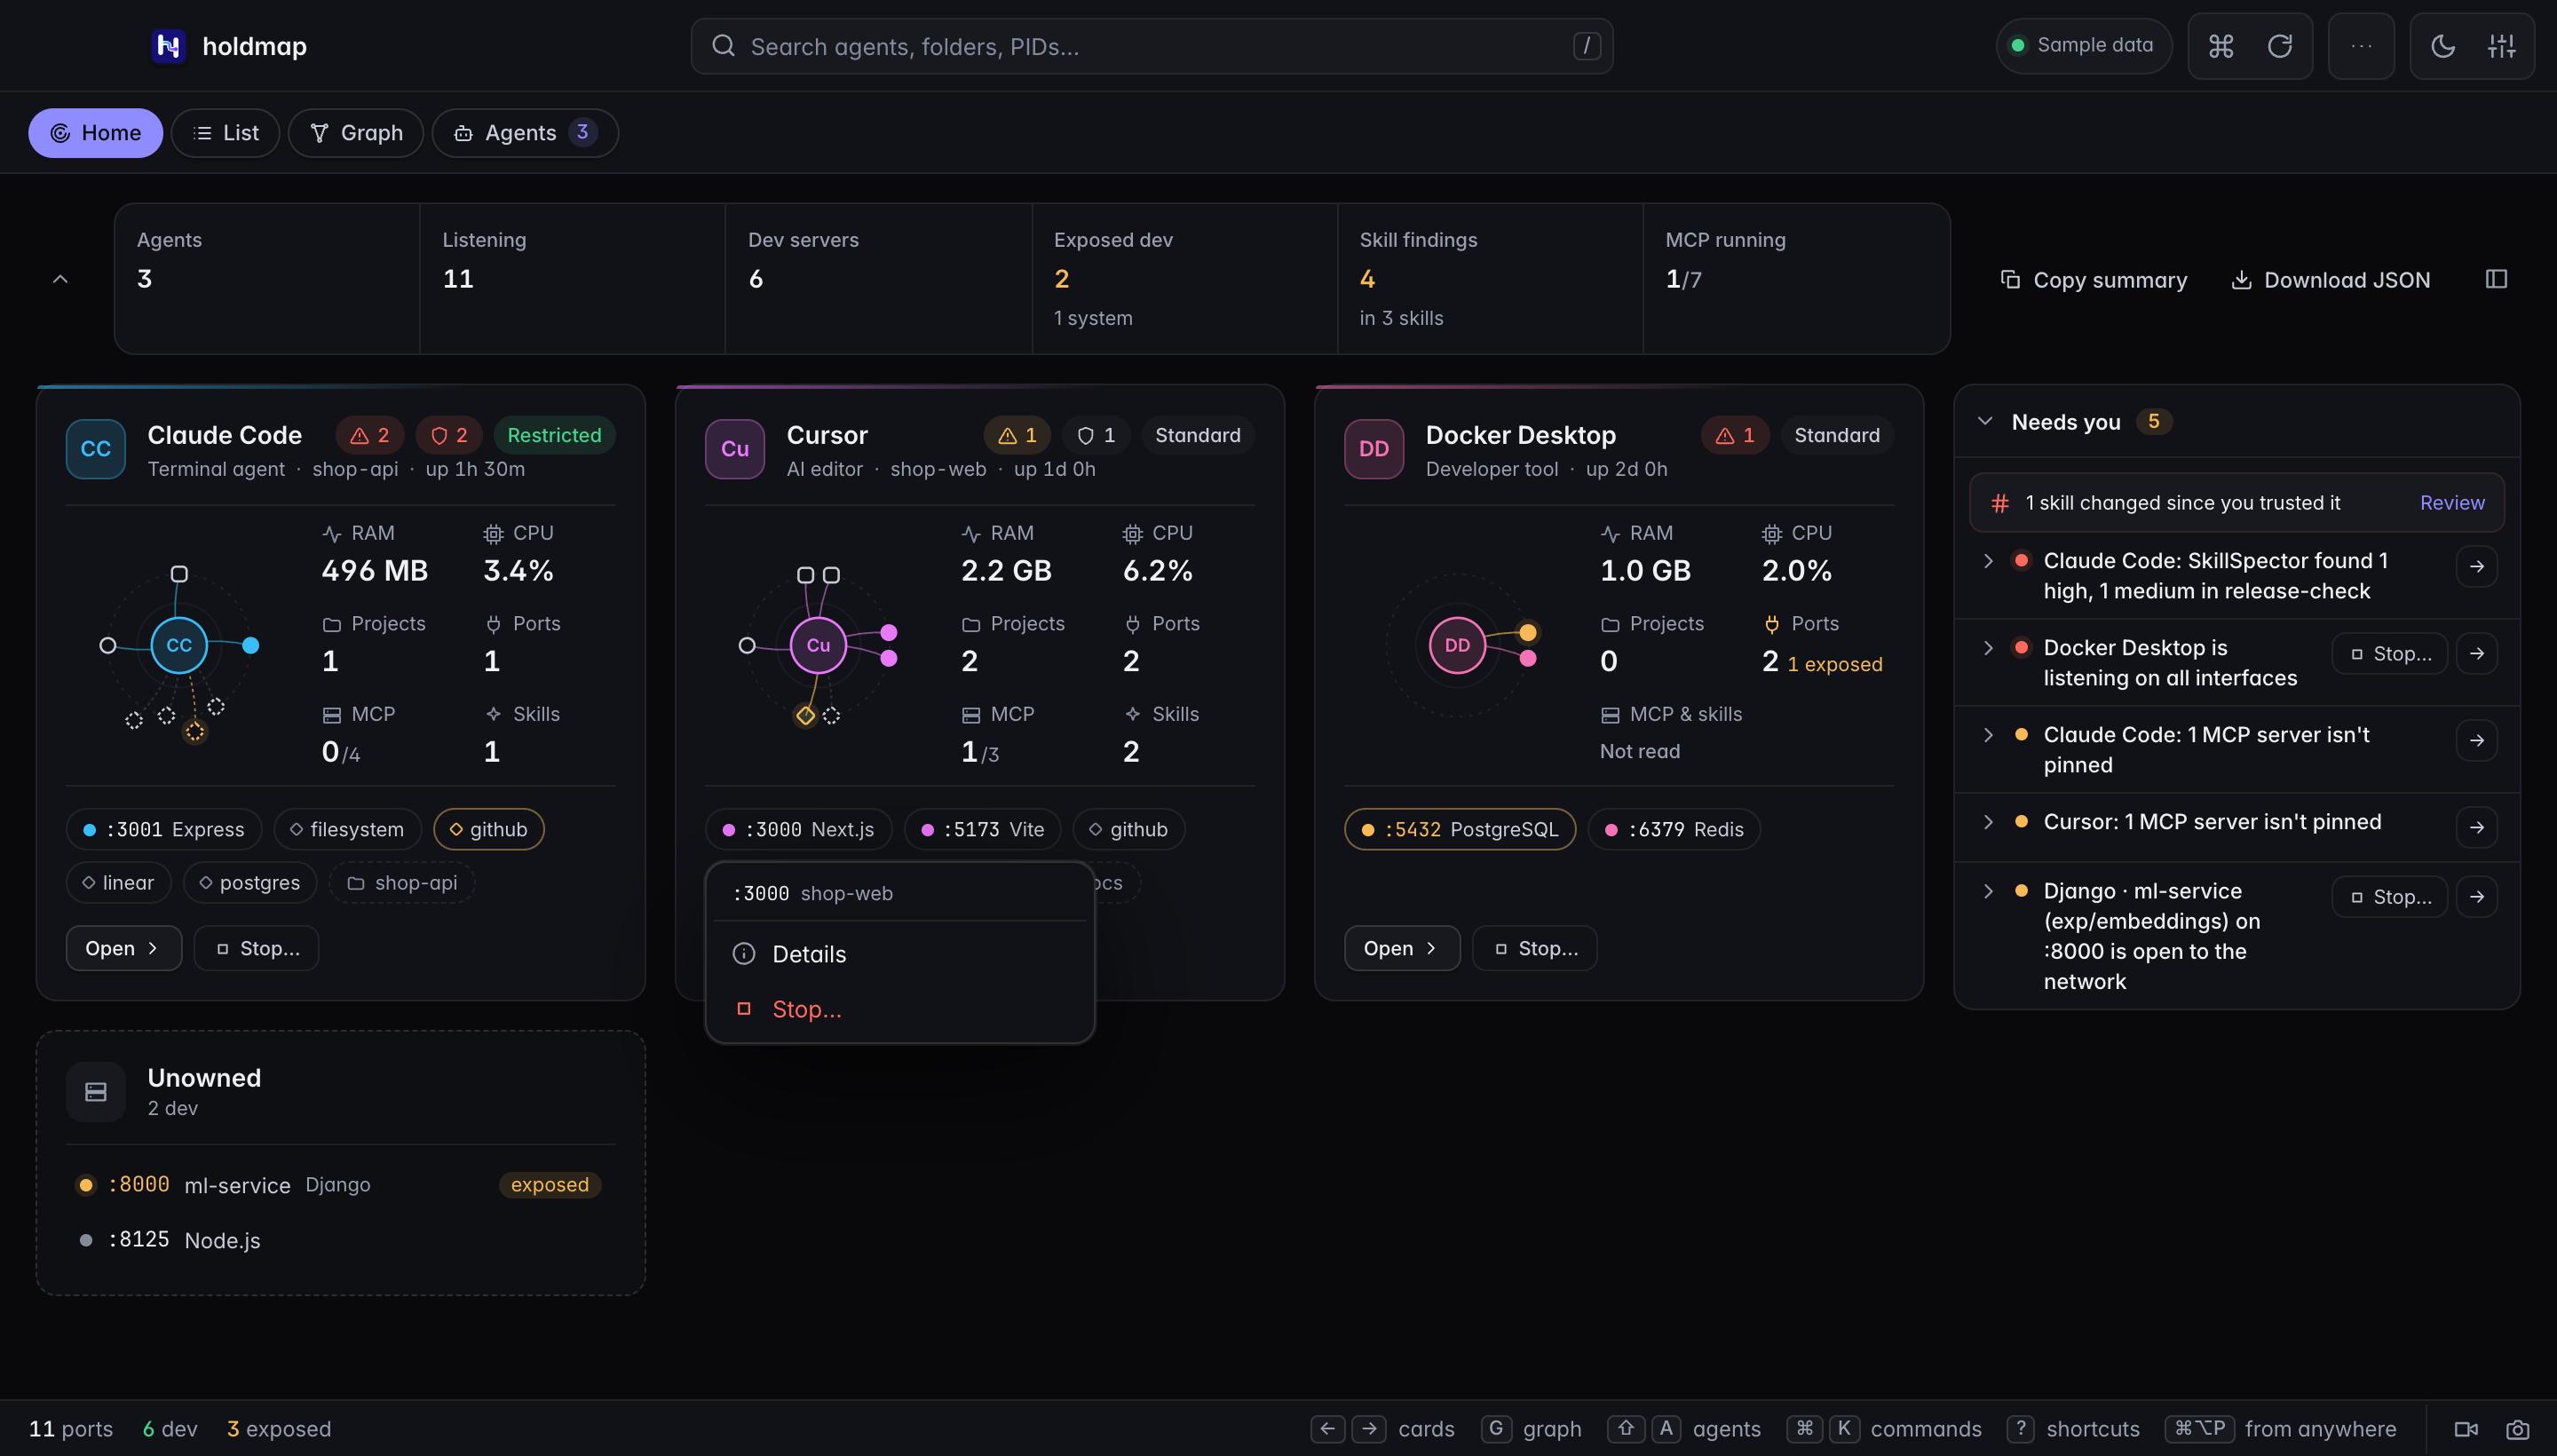 holdmap
Search agents, folders, PIDs...
/
Sample data
Home
List
Graph
Agents 3
Agents
3
Listening
11
Dev servers
6
Exposed dev
2
1 system
Skill findings
4
in 3 skills
MCP running
1/7
Copy summary
Download JSON
CC
Claude Code
2
2
Restricted
Terminal agent · shop-api · up 1h 30m
CC
RAM
496 MB
CPU
3.4%
Projects
1
Ports
1
MCP
0/4
Skills
1
:3001 Express
filesystem
github
linear
postgres
shop-api
Open
Stop...
Cu
Cursor
1
1
Standard
AI editor · shop-web · up 1d 0h
Cu
RAM
2.2 GB
CPU
6.2%
Projects
2
Ports
2
MCP
1/3
Skills
2
:3000 Next.js
:5173 Vite
github
:3000 shop-web
Details
Stop...
DD
Docker Desktop
1
Standard
Developer tool · up 2d 0h
DD
RAM
1.0 GB
CPU
2.0%
Projects
0
Ports
2 1 exposed
MCP & skills
Not read
:5432 PostgreSQL
:6379 Redis
Open
Stop...
Needs you 5
1 skill changed since you trusted it
Review
Claude Code: SkillSpector found 1
high, 1 medium in release-check
Docker Desktop is
listening on all interfaces
Stop...
Claude Code: 1 MCP server isn't
pinned
Cursor: 1 MCP server isn't pinned
Django · ml-service
(exp/embeddings) on
:8000 is open to the
network
Stop...
Unowned
2 dev
:8000 ml-service Django
exposed
:8125 Node.js
11 ports
6 dev
3 exposed
← → cards
G graph
⇧ A agents
⌘ K commands
? shortcuts
⌘⌥P from anywhere